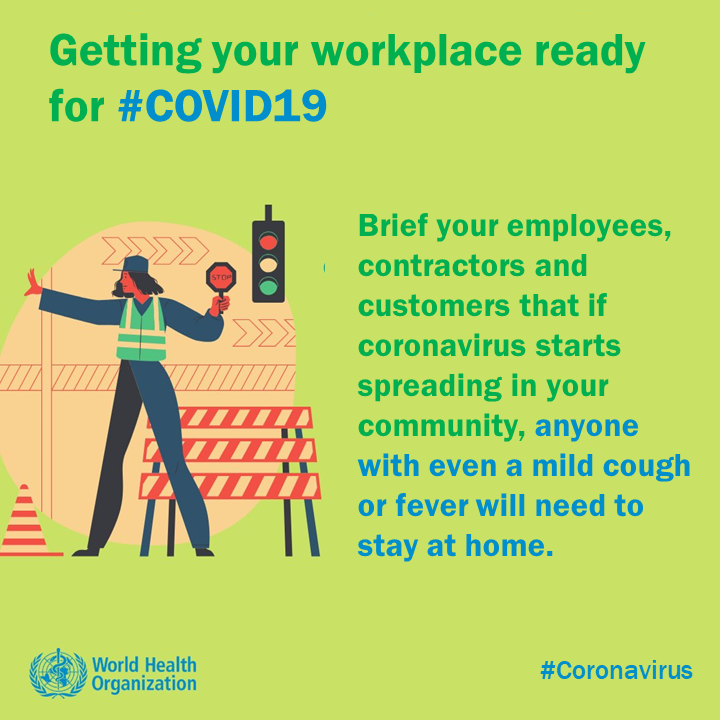 Getting your workplace ready
for #COVID19
STOP
Brief your employees,
contractors and
customers that if
coronavirus starts
spreading in your
community, anyone
with even a mild cough
or fever will need to
stay at home.
World Health
Organization
#Coronavirus